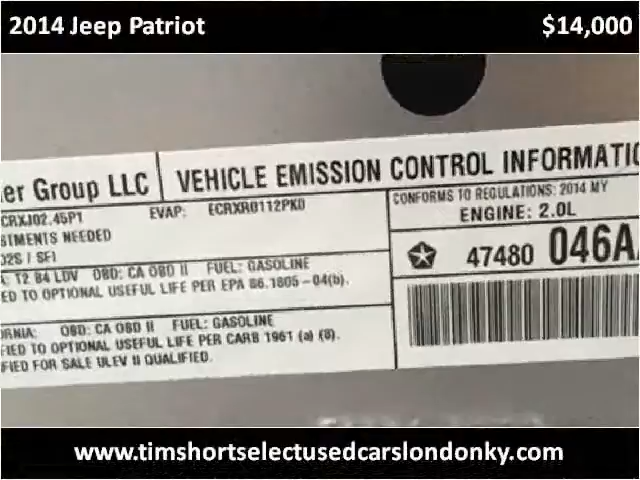 2014 Jeep Patriot $14,000
er Group LLC VEHICLE EMISSION CONTROL INFORMATIO
CRXJ02.45P1 EVAP: ECRXR0112PK0 CONFORMS TO REGULATIONS: 2014 MY
STMENTS NEEDED ENGINE: 2.0L
02S / SFI 47480 046A
: T2 B4 LDV OBD: CA OBD II FUEL: GASOLINE
ED TO OPTIONAL USEFUL LIFE PER EPA 86.1805-04(b).
RNIA: OBD: CA OBD II FUEL: GASOLINE
FIED TO OPTIONAL USEFUL LIFE PER CARB 1961 (a) (8).
FIED FOR SALE ULEV II QUALIFIED.
www.timshortselectusedcarslondonky.com